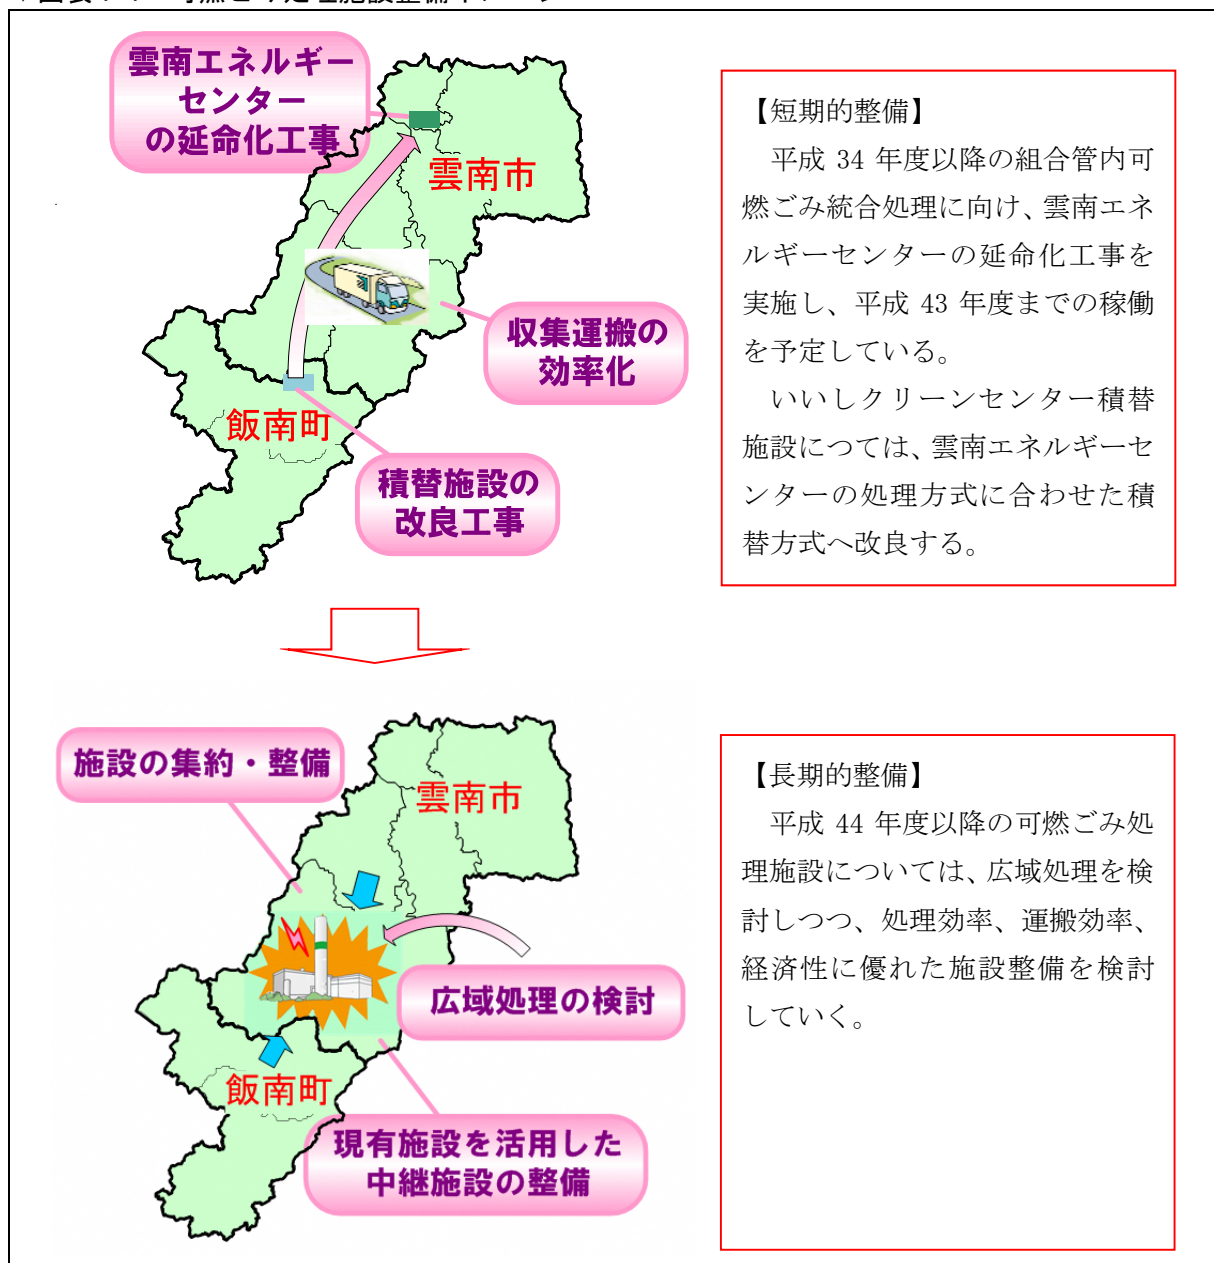 雲南エネルギー
センター
の延命化工事
雲南市
収集運搬の
効率化
飯南町
積替施設の
改良工事
【短期的整備】
平成 34 年度以降の組合管内可
燃ごみ統合処理に向け、雲南エネ
ルギーセンターの延命化工事を
実施し、平成 43 年度までの稼働
を予定している。
いいしクリーンセンター積替
施設につては、雲南エネルギーセ
ンターの処理方式に合わせた積
替方式へ改良する。
施設の集約・整備
雲南市
広域処理の検討
飯南町
現有施設を活用した
中継施設の整備
【長期的整備】
平成 44 年度以降の可燃ごみ処
理施設については、広域処理を検
討しつつ、処理効率、運搬効率、
経済性に優れた施設整備を検討
していく。